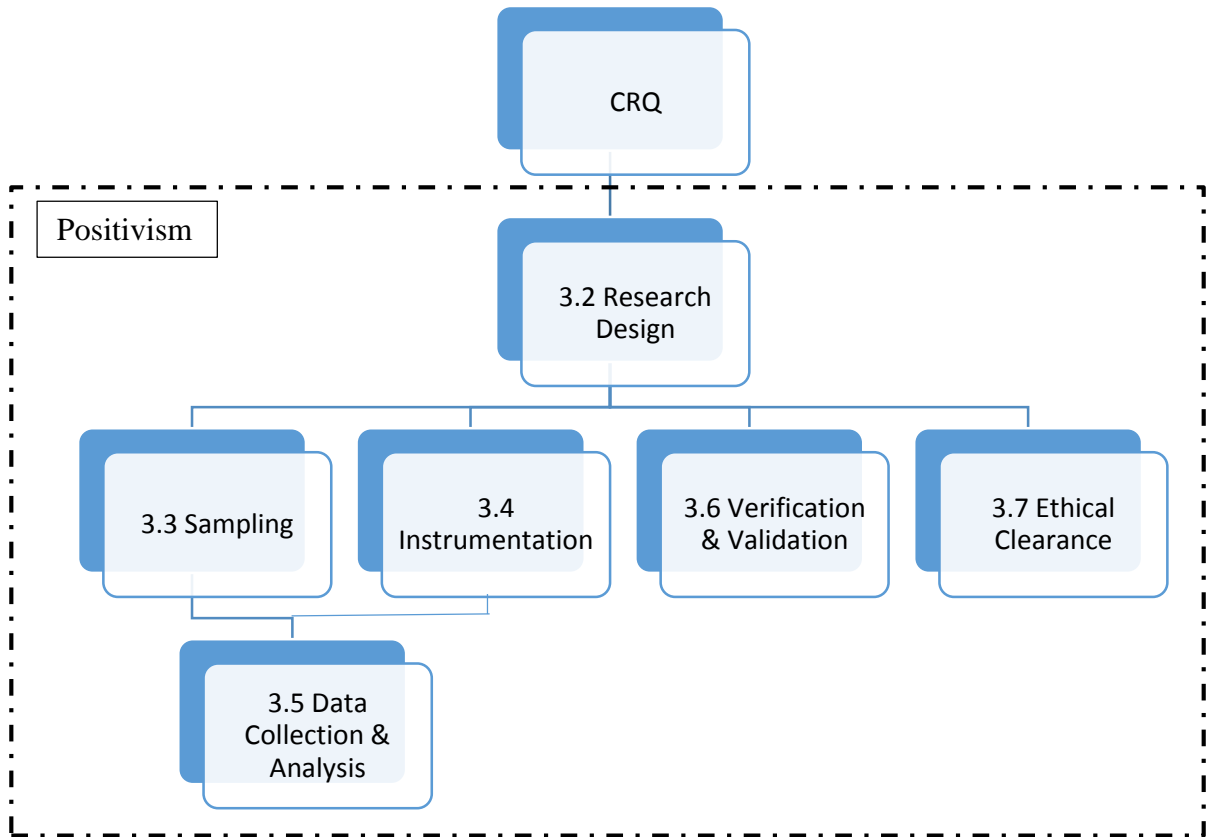 CRQ
Positivism
3.2 Research
Design
3.3 Sampling
3.4
Instrumentation
3.6 Verification
& Validation
3.7 Ethical
Clearance
3.5 Data
Collection &
Analysis